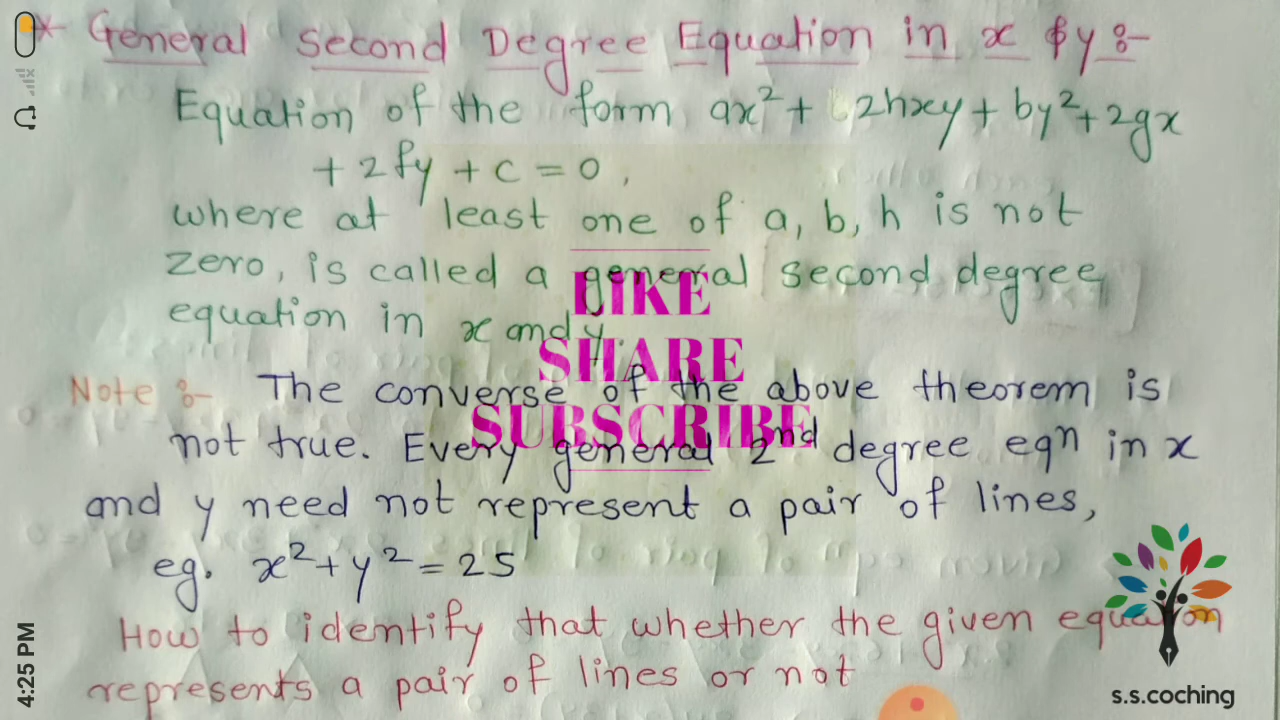 * General Second Degree Equation in x & y :-
Equation of the form ax² + 2hxy + by² + 2gx
+ 2fy + c = 0,
where at least one of a, b, h is not
zero, is called a general second degree
equation in x and y.
LIKE
SHARE
SUBSCRIBE
Note :- The converse of the above theorem is
not true. Every general 2nd degree eqn in x
and y need not represent a pair of lines,
eg. x² + y² = 25
How to identify that whether the given equation
represents a pair of lines or not
s.s.coching
4:25 PM